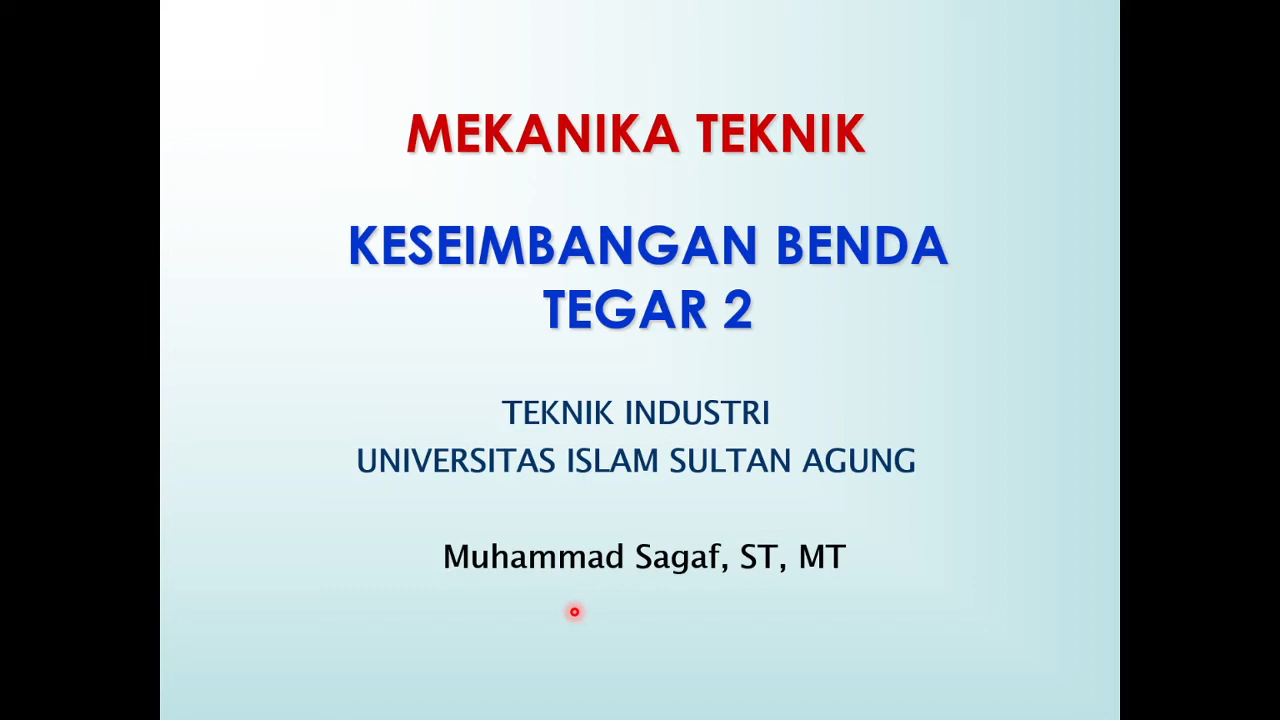 MEKANIKA TEKNIK
KESEIMBANGAN BENDA
TEGAR 2
TEKNIK INDUSTRI
UNIVERSITAS ISLAM SULTAN AGUNG
Muhammad Sagaf, ST, MT